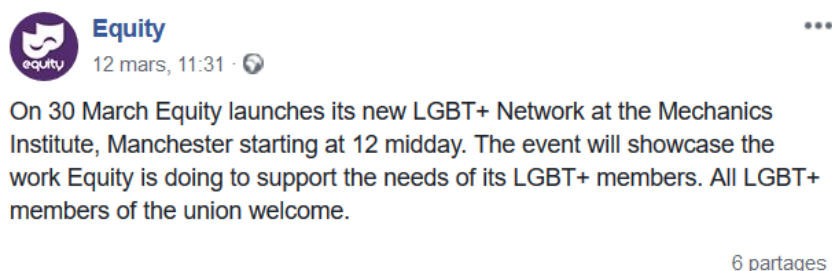 equity
Equity
12 mars, 11:31 ·
On 30 March Equity launches its new LGBT+ Network at the Mechanics
Institute, Manchester starting at 12 midday. The event will showcase the
work Equity is doing to support the needs of its LGBT+ members. All LGBT+
members of the union welcome.
6 partages